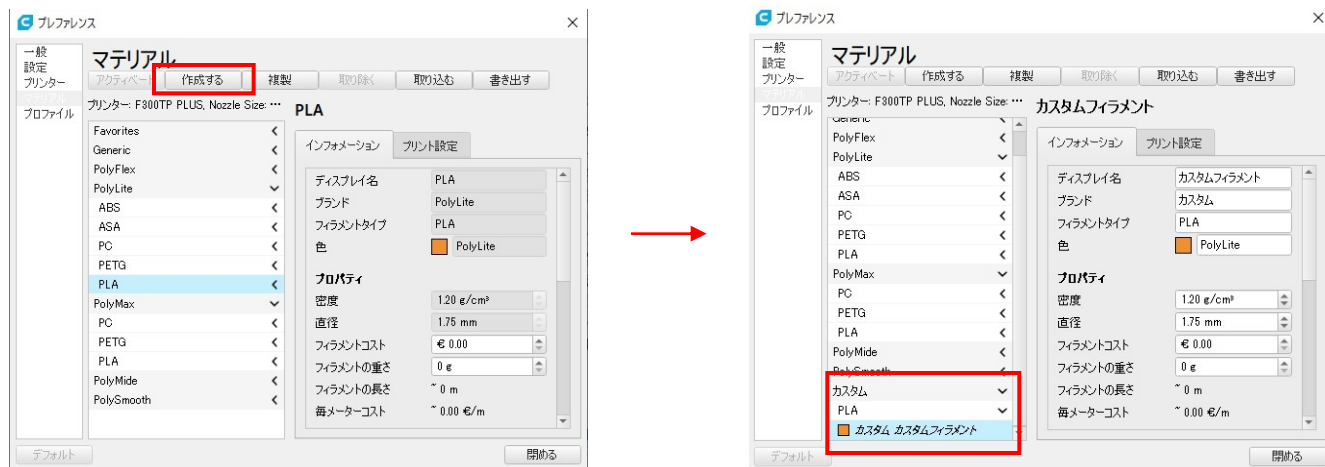 プレファレンス
一般
設定
プリンター
マテリアル
プロファイル
マテリアル
アクティベート 作成する 複製 取り除く 取り込む 書き出す
プリンター: F300TP PLUS, Nozzle Size: ...
Favorites
Generic
PolyFlex
PolyLite
ABS
ASA
PC
PETG
PLA
PolyMax
PC
PETG
PLA
PolyMide
PolySmooth
PLA
インフォメーション プリント設定
ディスプレイ名 PLA
ブランド PolyLite
フィラメントタイプ PLA
色 PolyLite
プロパティ
密度 1.20 g/cm³
直径 1.75 mm
フィラメントコスト € 0.00
フィラメントの重さ 0 g
フィラメントの長さ ~ 0 m
毎メーターコスト ~ 0.00 €/m
デフォルト 閉める
プレファレンス
一般
設定
プリンター
マテリアル
プロファイル
マテリアル
アクティベート 作成する 複製 取り除く 取り込む 書き出す
プリンター: F300TP PLUS, Nozzle Size: ...
Generic
PolyFlex
PolyLite
ABS
ASA
PC
PETG
PLA
PolyMax
PC
PETG
PLA
PolyMide
PolySmooth
カスタム
PLA
カスタム カスタムフィラメント
カスタムフィラメント
インフォメーション プリント設定
ディスプレイ名 カスタムフィラメント
ブランド カスタム
フィラメントタイプ PLA
色 PolyLite
プロパティ
密度 1.20 g/cm³
直径 1.75 mm
フィラメントコスト € 0.00
フィラメントの重さ 0 g
フィラメントの長さ ~ 0 m
毎メーターコスト ~ 0.00 €/m
デフォルト 閉める